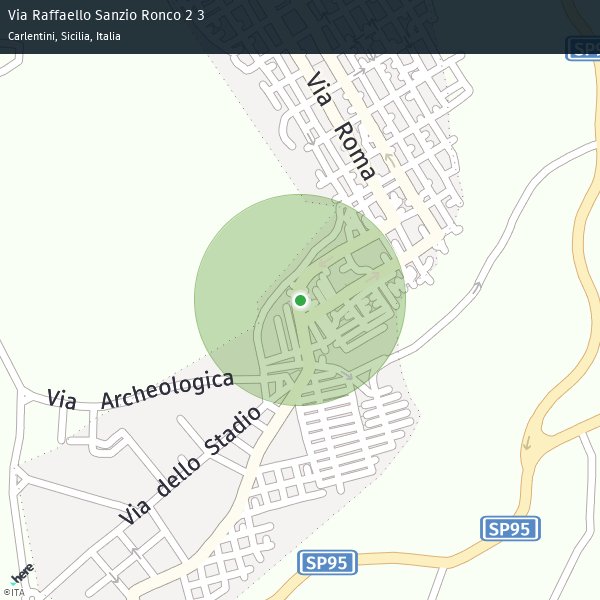 Via Raffaello Sanzio Ronco 2 3
Carlentini, Sicilia, Italia
Via Roma
Via Archeologica
Via dello Stadio
SP95
SP95
here
©ITA